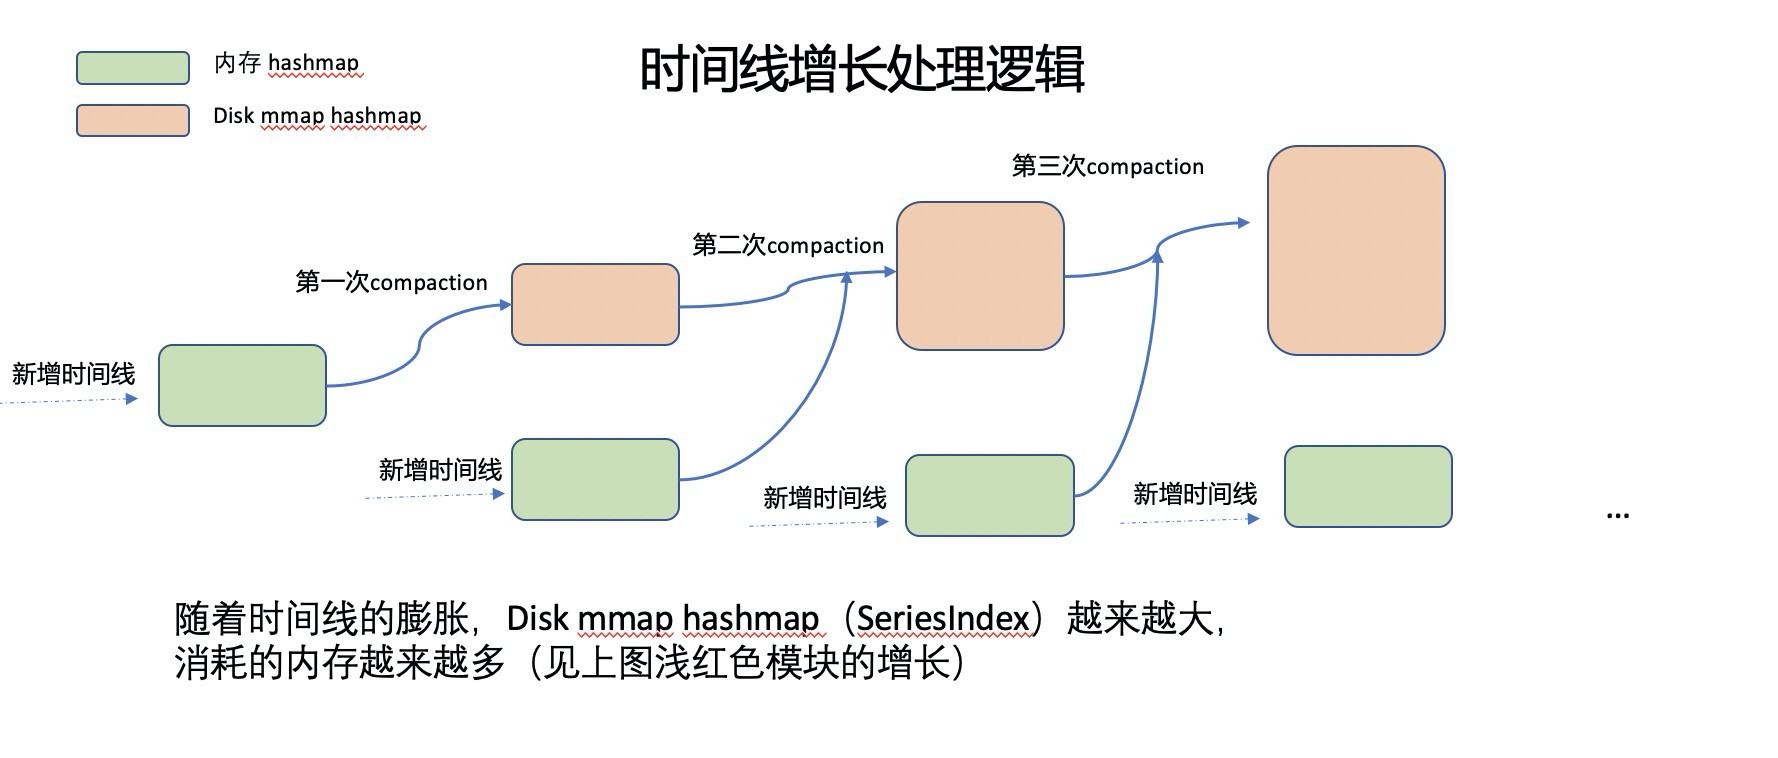 时间线增长处理逻辑
内存 hashmap
Disk mmap hashmap
第三次compaction
第二次compaction
第一次compaction
新增时间线
新增时间线
新增时间线
新增时间线
...
随着时间线的膨胀，Disk mmap hashmap（SeriesIndex）越来越大，
消耗的内存越来越多（见上图浅红色模块的增长）